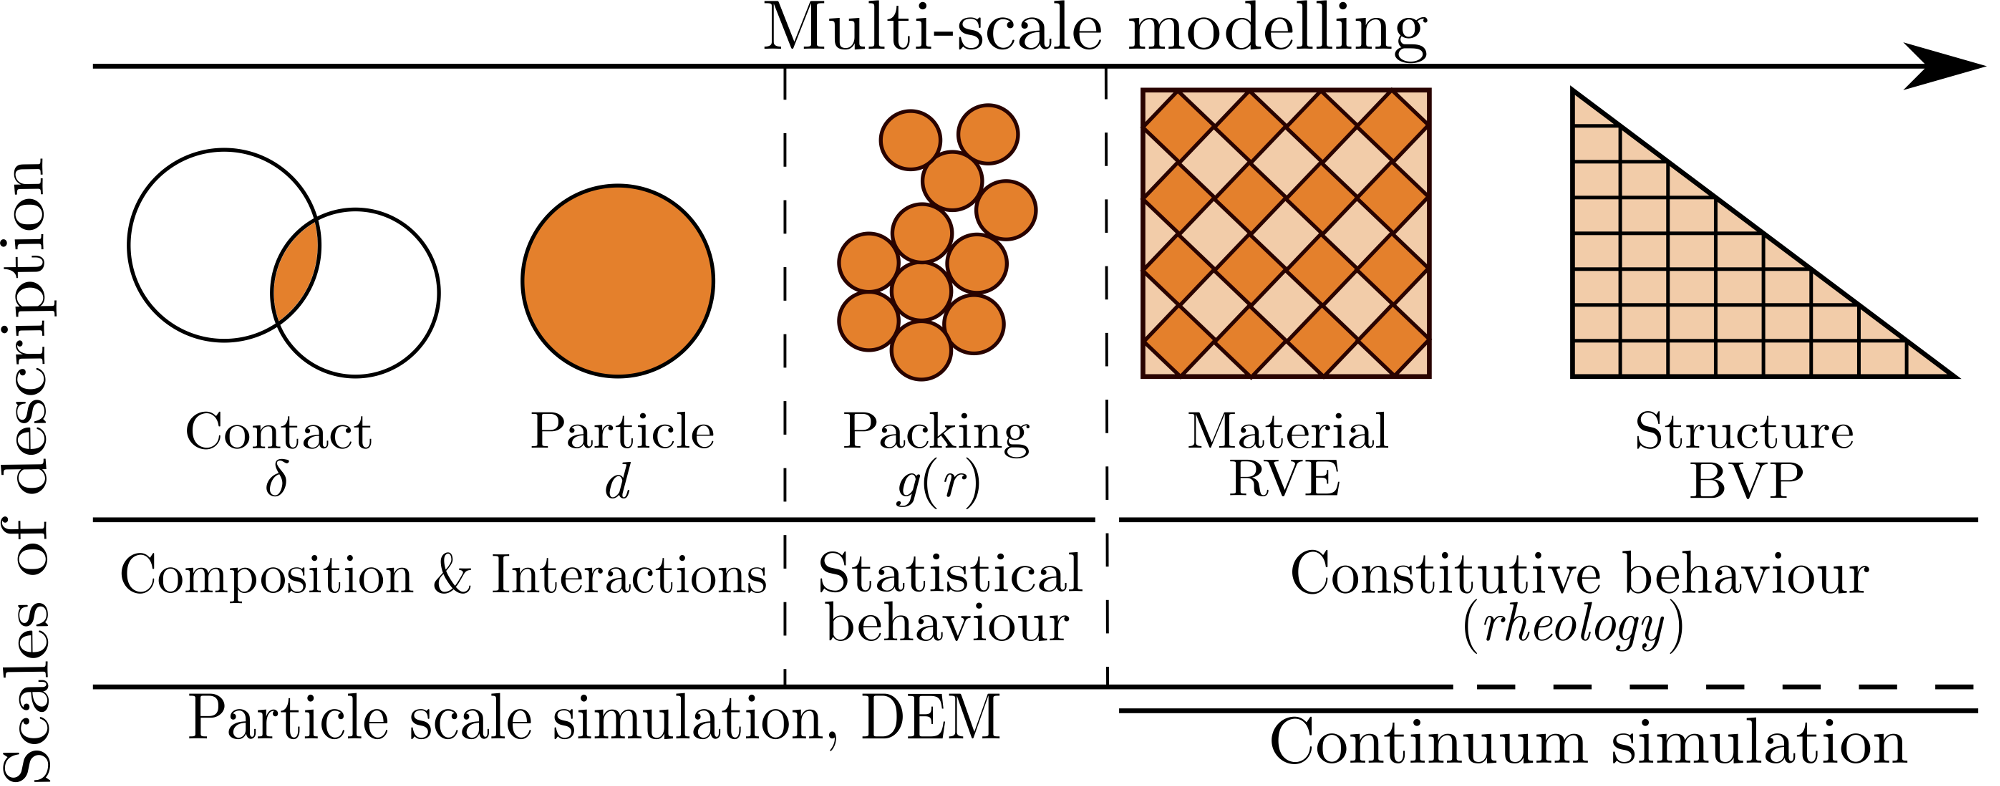 Multi-scale modelling
Scales of description
Contact
δ
Particle
d
Packing
g(r)
Material
RVE
Structure
BVP
Composition & Interactions
Statistical
behaviour
Constitutive behaviour
(rheology)
Particle scale simulation, DEM
Continuum simulation